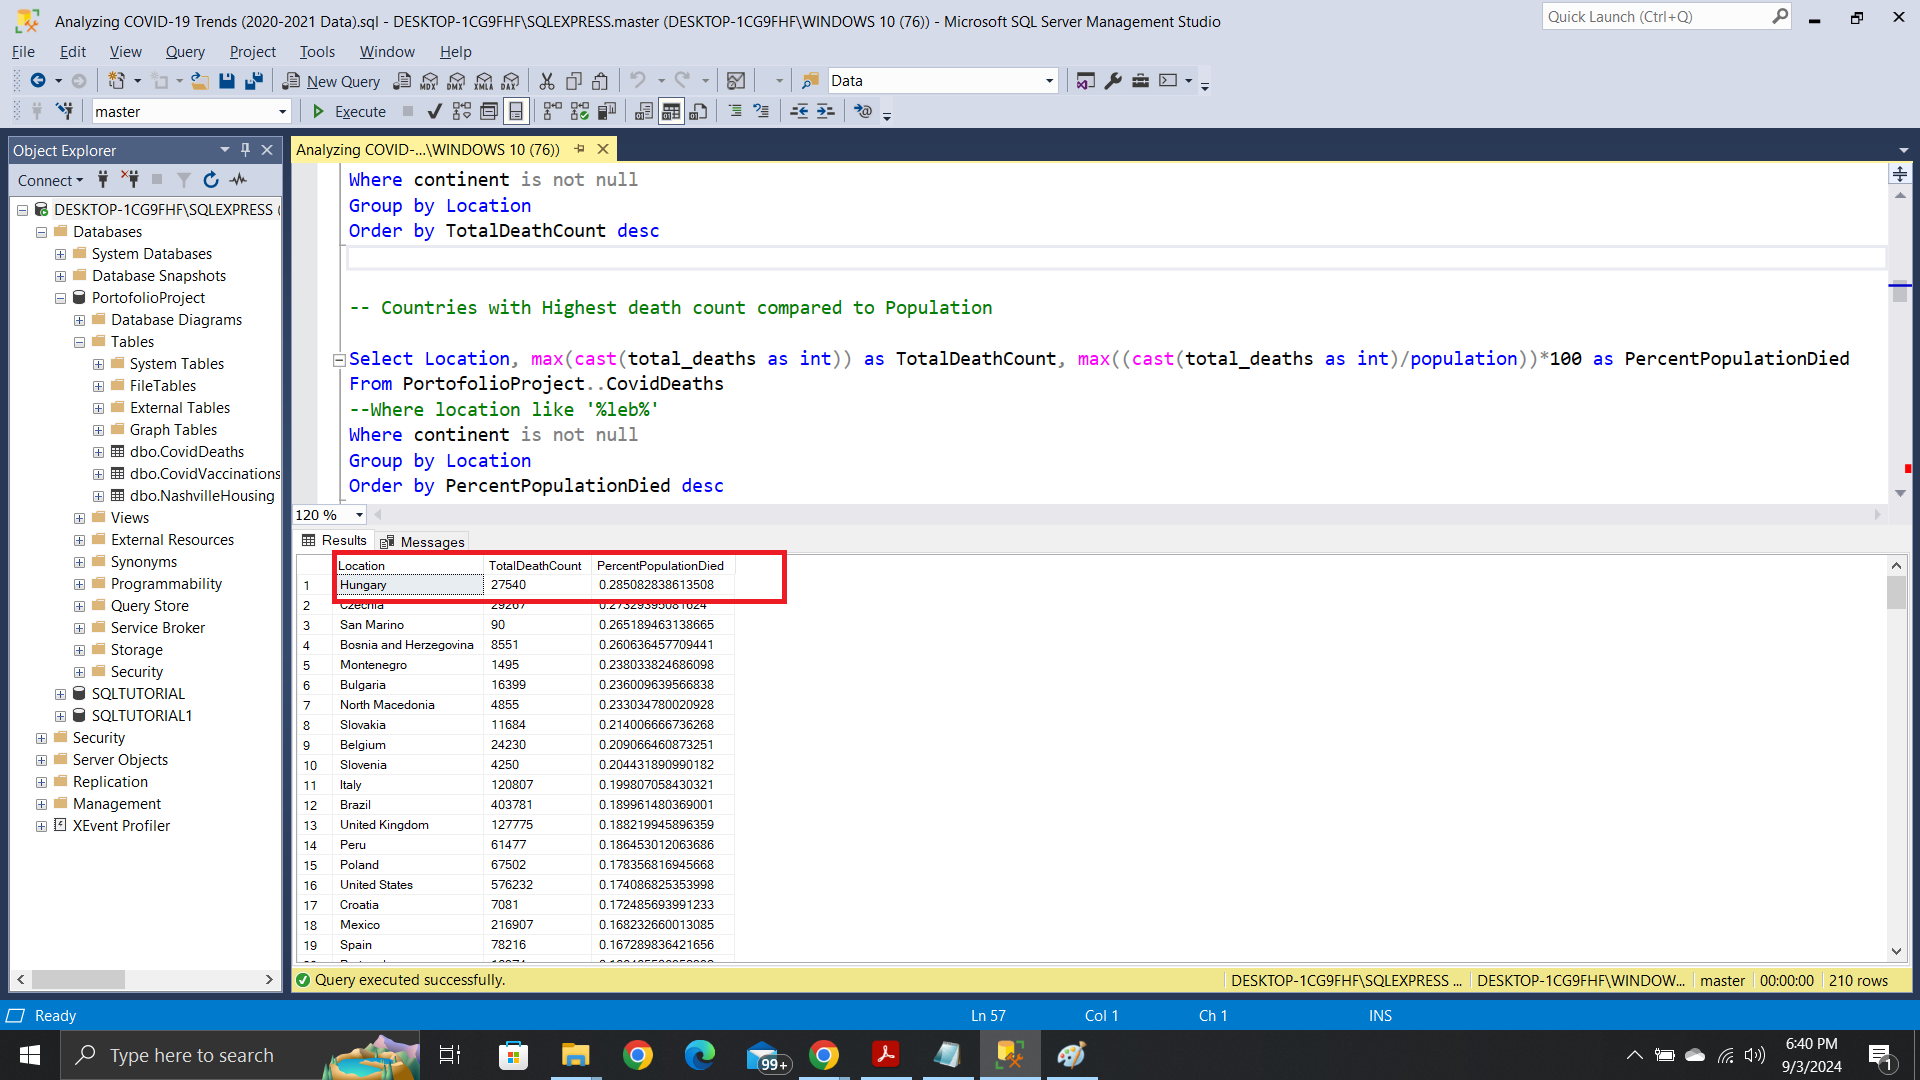 Analyzing COVID-19 Trends (2020-2021 Data).sql - DESKTOP-1CG9FHF\SQLEXPRESS.master (DESKTOP-1CG9FHF\WINDOWS 10 (76)) - Microsoft SQL Server Management Studio
Quick Launch (Ctrl+Q)
File Edit View Query Project Tools Window Help
New Query
MDX DMX XMLA DAX
Data
master
Execute
Object Explorer
Analyzing COVID-...\WINDOWS 10 (76))
Connect
DESKTOP-1CG9FHF\SQLEXPRESS (
Databases
System Databases
Database Snapshots
PortofolioProject
Database Diagrams
Tables
System Tables
FileTables
External Tables
Graph Tables
dbo.CovidDeaths
dbo.CovidVaccinations
dbo.NashvilleHousing
Views
External Resources
Synonyms
Programmability
Query Store
Service Broker
Storage
Security
SQLTUTORIAL
SQLTUTORIAL1
Security
Server Objects
Replication
Management
XEvent Profiler
Where continent is not null
Group by Location
Order by TotalDeathCount desc
-- Countries with Highest death count compared to Population
Select Location, max(cast(total_deaths as int)) as TotalDeathCount, max((cast(total_deaths as int)/population))*100 as PercentPopulationDied
From PortofolioProject..CovidDeaths
--Where location like '%leb%'
Where continent is not null
Group by Location
Order by PercentPopulationDied desc
120 %
Results Messages
Location TotalDeathCount PercentPopulationDied
1 Hungary 27540 0.285082838613508
2 Czechia 29267 0.27329395081624
3 San Marino 90 0.265189463138665
4 Bosnia and Herzegovina 8551 0.260636457709441
5 Montenegro 1495 0.238033824686098
6 Bulgaria 16399 0.236009639566838
7 North Macedonia 4855 0.233034780020928
8 Slovakia 11684 0.214006666736268
9 Belgium 24230 0.209066460873251
10 Slovenia 4250 0.204431890990182
11 Italy 120807 0.199807058430321
12 Brazil 403781 0.189961480369001
13 United Kingdom 127775 0.188219945896359
14 Peru 61477 0.186453012063686
15 Poland 67502 0.178356816945668
16 United States 576232 0.174086825353998
17 Croatia 7081 0.172485693991233
18 Mexico 216907 0.168232660013085
19 Spain 78216 0.167289836421656
Query executed successfully.
DESKTOP-1CG9FHF\SQLEXPRESS ... DESKTOP-1CG9FHF\WINDOW... master 00:00:00 210 rows
Ready
Ln 57 Col 1 Ch 1 INS
Type here to search
99+
6:40 PM
9/3/2024
1